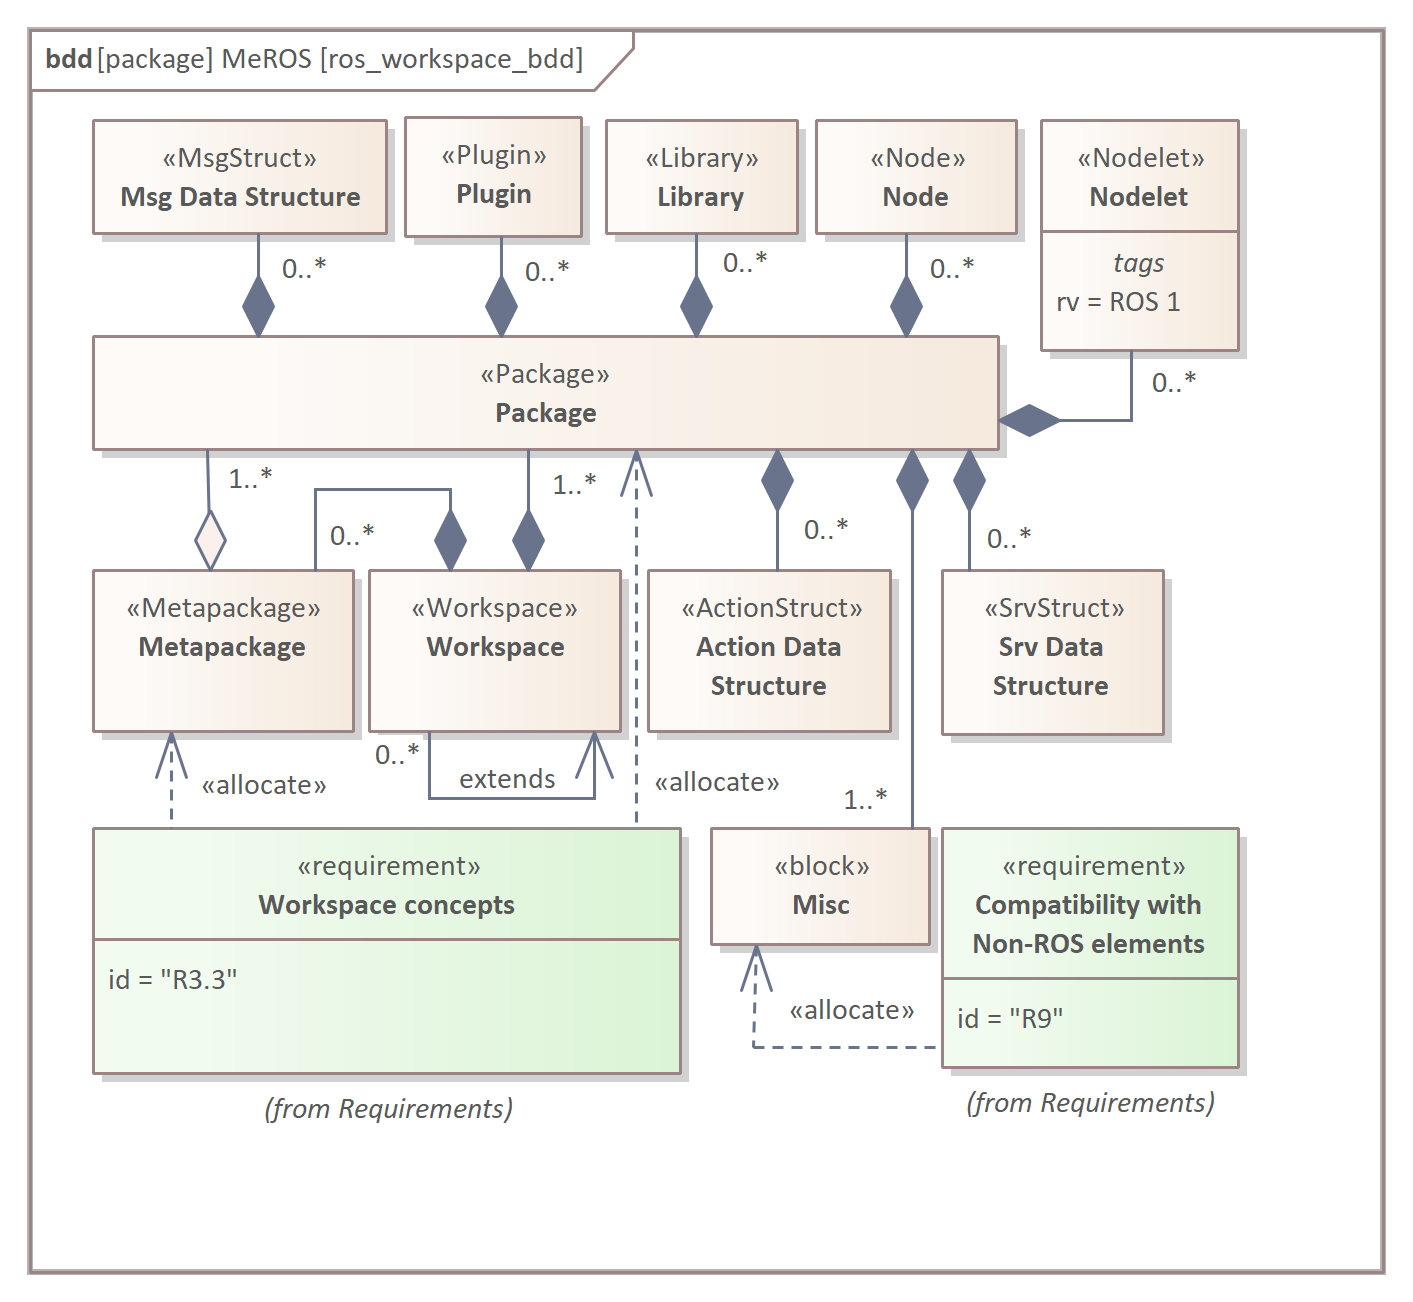 bdd [package] MeROS [ros_workspace_bdd]
«MsgStruct»
Msg Data Structure
«Plugin»
Plugin
«Library»
Library
«Node»
Node
«Nodelet»
Nodelet
tags
rv = ROS 1
0..*
0..*
0..*
0..*
0..*
«Package»
Package
1..*
0..*
1..*
0..*
0..*
«Metapackage»
Metapackage
«Workspace»
Workspace
«ActionStruct»
Action Data
Structure
«SrvStruct»
Srv Data
Structure
0..*
extends
«allocate»
«allocate»
1..*
«requirement»
Workspace concepts
id = "R3.3"
(from Requirements)
«block»
Misc
«allocate»
«requirement»
Compatibility with
Non-ROS elements
id = "R9"
(from Requirements)